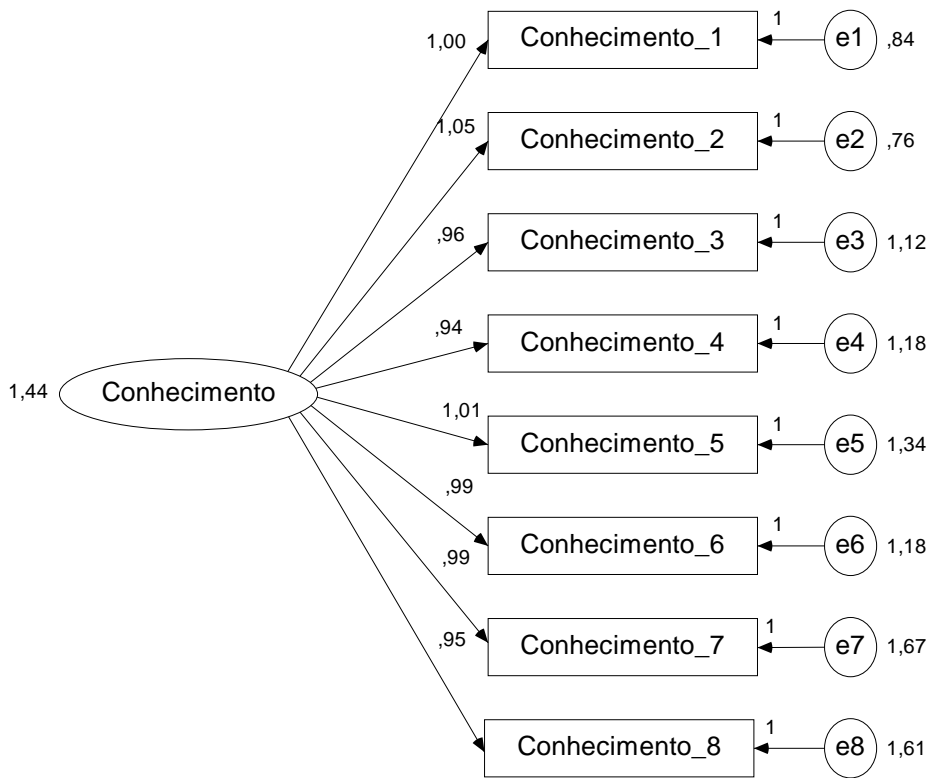 1,00 Conhecimento_1 1 e1 ,84
1,05 Conhecimento_2 1 e2 ,76
,96 Conhecimento_3 1 e3 1,12
,94 Conhecimento_4 1 e4 1,18
1,44 Conhecimento
1,01 Conhecimento_5 1 e5 1,34
,99 Conhecimento_6 1 e6 1,18
,99 Conhecimento_7 1 e7 1,67
,95 Conhecimento_8 1 e8 1,61